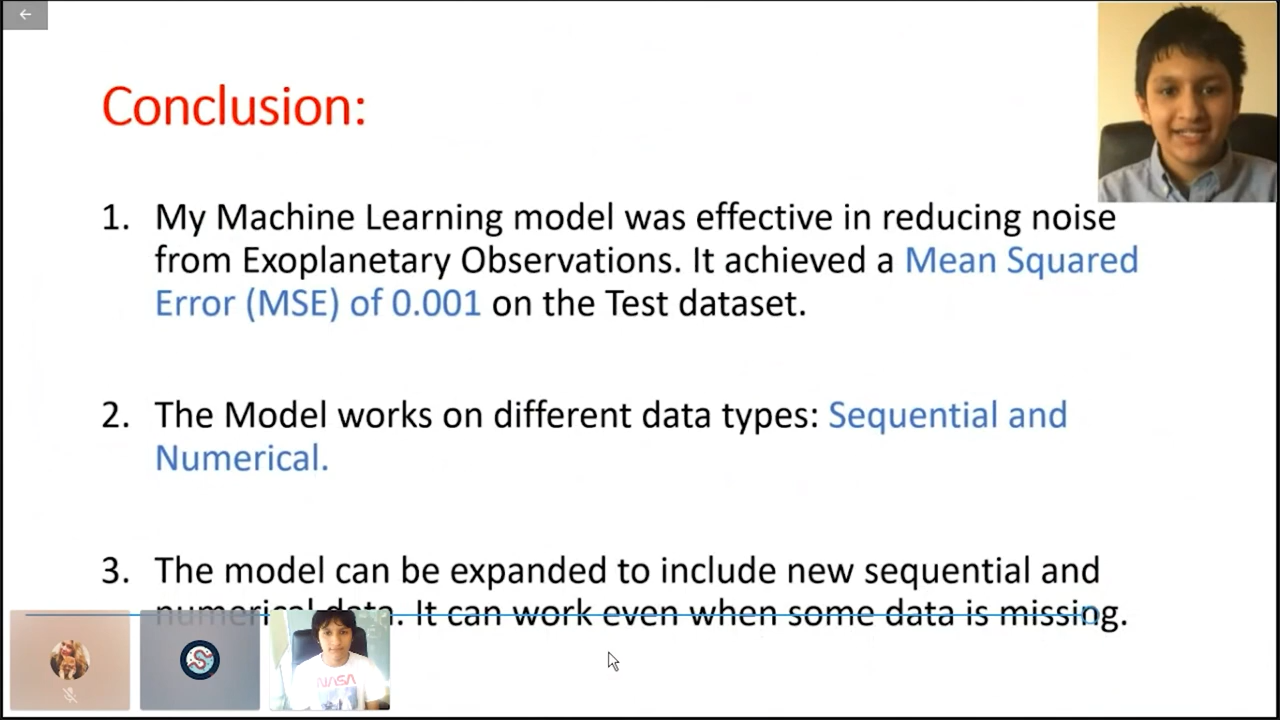 Conclusion:
1. My Machine Learning model was effective in reducing noise
from Exoplanetary Observations. It achieved a Mean Squared
Error (MSE) of 0.001 on the Test dataset.
2. The Model works on different data types: Sequential and
Numerical.
3. The model can be expanded to include new sequential and
numerical data. It can work even when some data is missing.
NASA